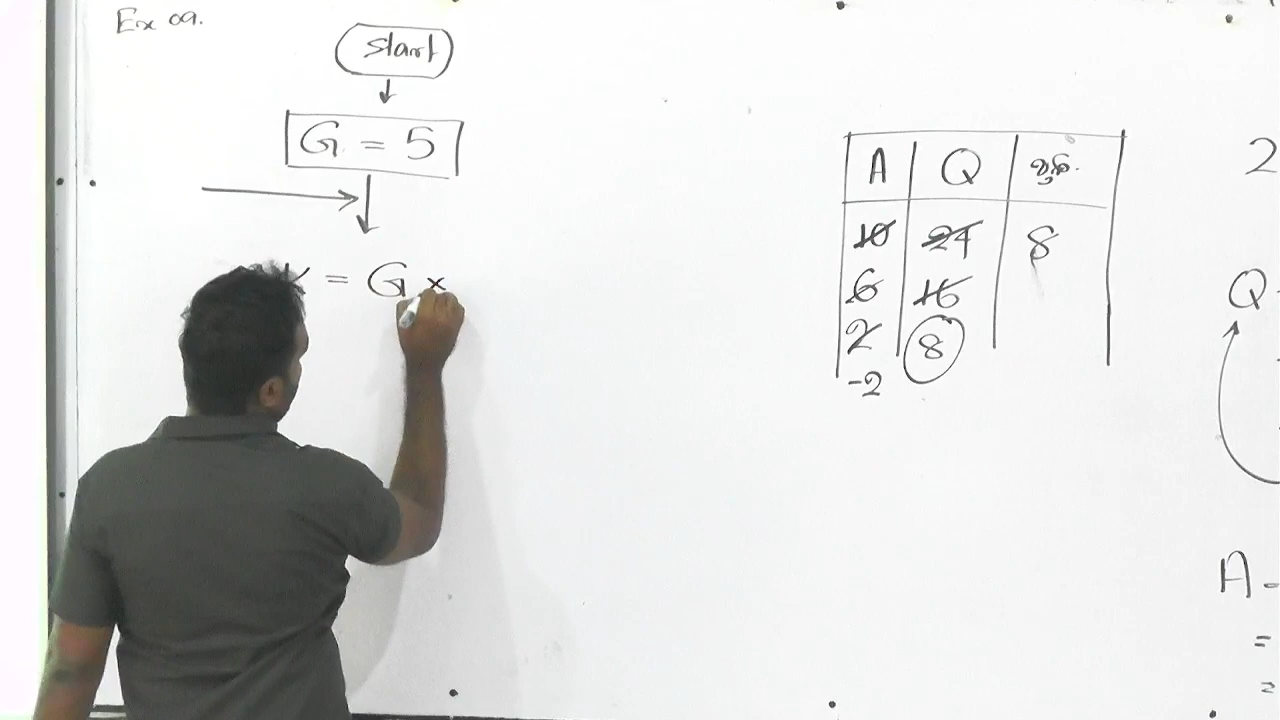 Ex 09.
Start
G = 5
= G ×
A Q
10 24 8
6 16
2 8
-2
2
Q
A =
=
=